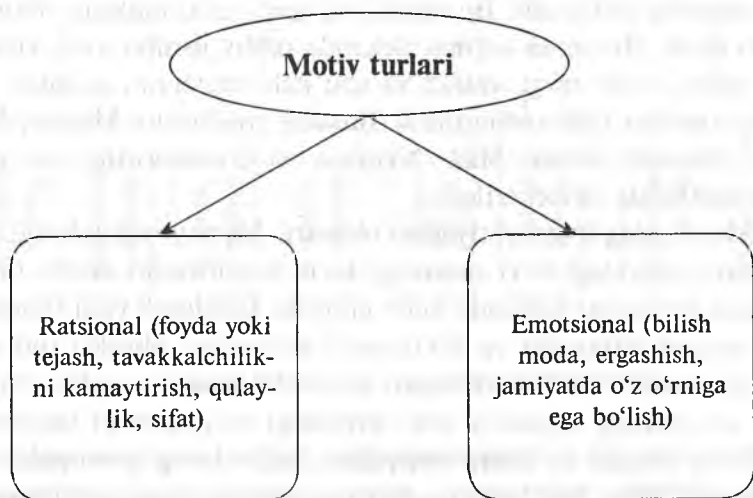 Motiv turlari
Ratsional (foyda yoki
tejash, tavakkalchilik-
ni kamaytirish, qulay-
lik, sifat)
Emotsional (bilish
moda, ergashish,
jamiyatda o‘z o‘rniga
ega bo‘lish)